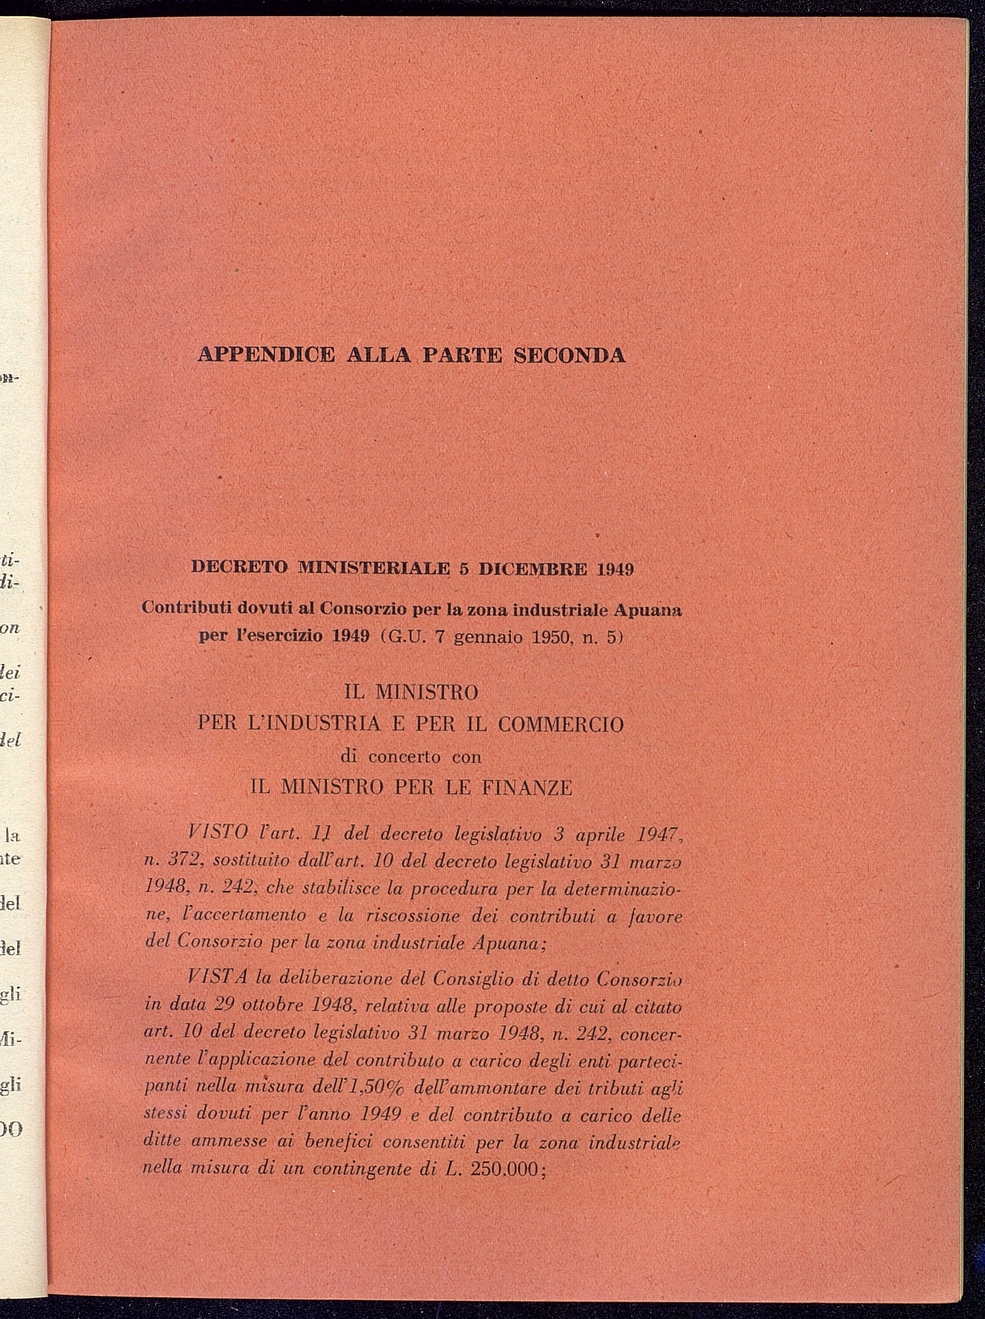 APPENDICE ALLA PARTE SECONDA
DECRETO MINISTERIALE 5 DICEMBRE 1949
Contributi dovuti al Consorzio per la zona industriale Apuana
per l'esercizio 1949 (G.U. 7 gennaio 1950, n. 5)
IL MINISTRO
PER L'INDUSTRIA E PER IL COMMERCIO
di concerto con
IL MINISTRO PER LE FINANZE
VISTO l'art. 11 del decreto legislativo 3 aprile 1947,
n. 372, sostituito dall'art. 10 del decreto legislativo 31 marzo
1948, n. 242, che stabilisce la procedura per la determinazio-
ne, l'accertamento e la riscossione dei contributi a favore
del Consorzio per la zona industriale Apuana;
VISTA la deliberazione del Consiglio di detto Consorzio
in data 29 ottobre 1948, relativa alle proposte di cui al citato
art. 10 del decreto legislativo 31 marzo 1948, n. 242, concer-
nente l'applicazione del contributo a carico degli enti parteci-
panti nella misura dell'1,50% dell'ammontare dei tributi agli
stessi dovuti per l'anno 1949 e del contributo a carico delle
ditte ammesse ai benefici consentiti per la zona industriale
nella misura di un contingente di L. 250.000;